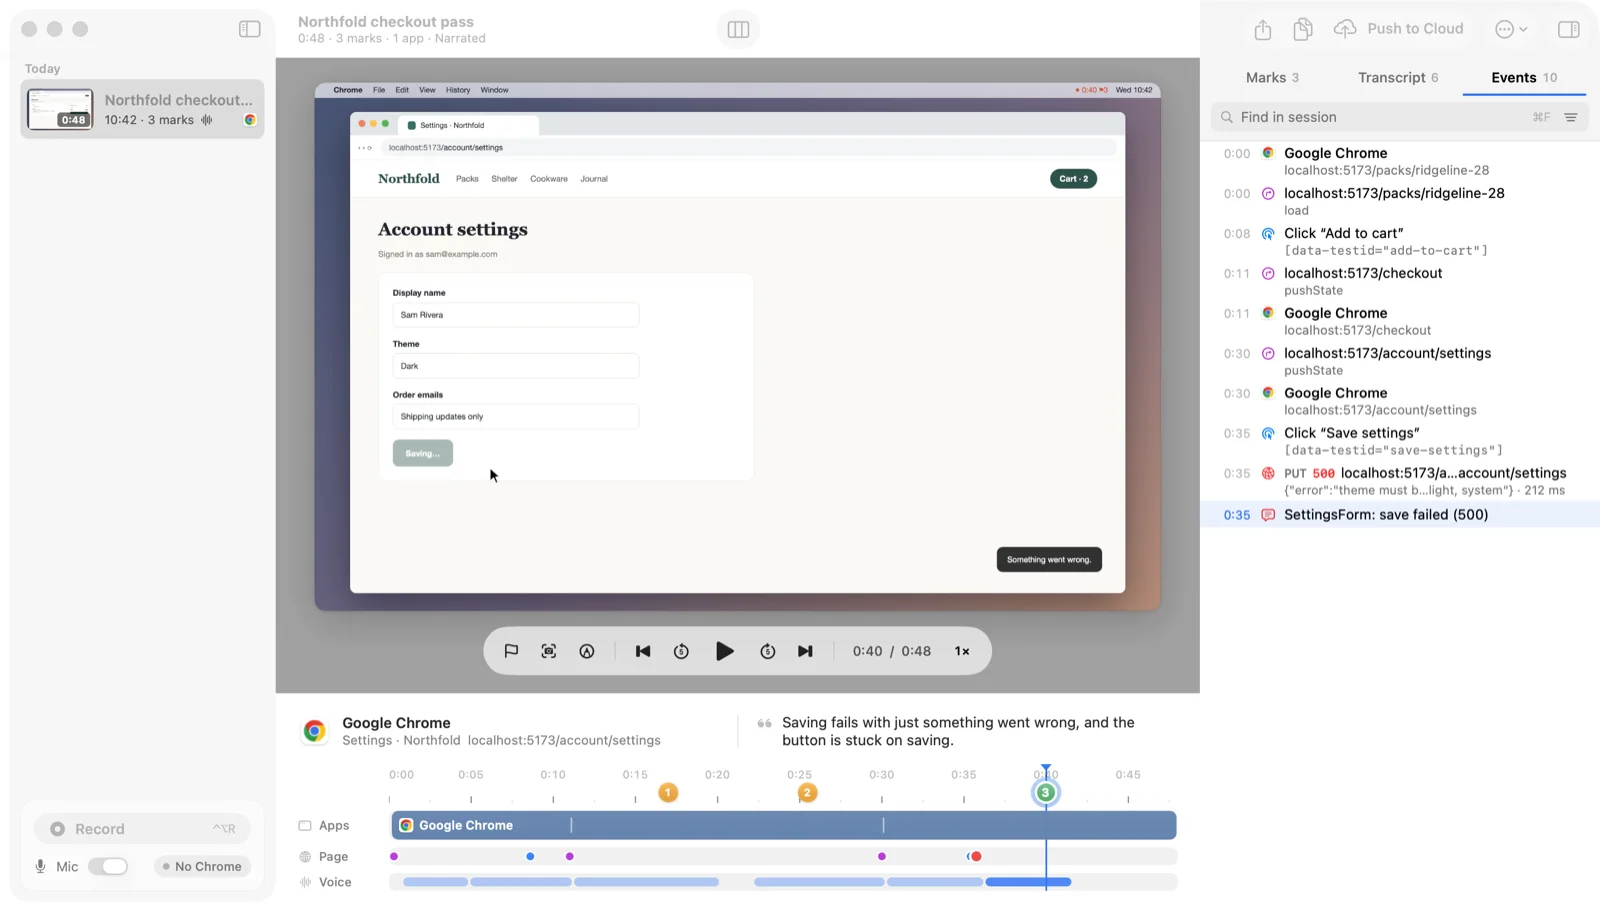 Today
Northfold checkout...
0:48
10:42 · 3 marks
Record
⌃⌥R
Mic
No Chrome
Northfold checkout pass
0:48 · 3 marks · 1 app · Narrated
Chrome File Edit View History Window
0:40 3 Wed 10:42
Settings - Northfold
localhost:5173/account/settings
Northfold Packs Shelter Cookware Journal
Cart · 2
Account settings
Signed in as sam@example.com
Display name
Sam Rivera
Theme
Dark
Order emails
Shipping updates only
Saving...
Something went wrong.
5
5
0:40 / 0:48 1×
Google Chrome
Settings · Northfold localhost:5173/account/settings
Saving fails with just something went wrong, and the
button is stuck on saving.
0:00 0:05 0:10 0:15 0:20 0:25 0:30 0:35 0:40 0:45
1 2 3
Apps
Google Chrome
Page
Voice
Push to Cloud
Marks 3 Transcript 6 Events 10
Find in session
⌘F
0:00 Google Chrome
localhost:5173/packs/ridgeline-28
0:00 localhost:5173/packs/ridgeline-28
load
0:08 Click “Add to cart”
[data-testid="add-to-cart"]
0:11 localhost:5173/checkout
pushState
0:11 Google Chrome
localhost:5173/checkout
0:30 localhost:5173/account/settings
pushState
0:30 Google Chrome
localhost:5173/account/settings
0:35 Click “Save settings”
[data-testid="save-settings"]
0:35 PUT 500 localhost:5173/a...account/settings
{"error":"theme must b...light, system"} · 212 ms
0:35 SettingsForm: save failed (500)